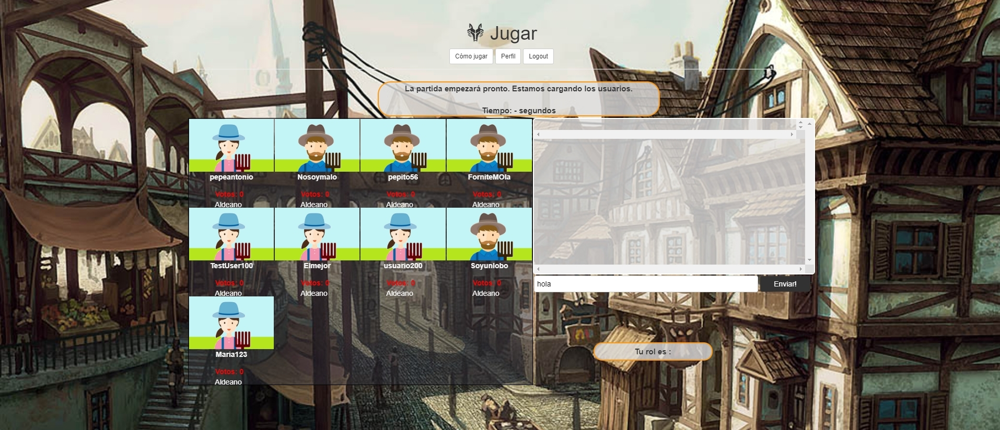 Jugar
Cómo jugar Perfil Logout
La partida empezará pronto. Estamos cargando los usuarios.
Tiempo: - segundos
pepeantonio Nosoymalo pepito56 ForniteMOla
Votos: 0 Votos: 0 Votos: 0 Votos: 0
Aldeano Aldeano Aldeano Aldeano
TestUser100 Elmejor usuario200 Soyunlobo
Votos: 0 Votos: 0 Votos: 0 Votos: 0
Aldeano Aldeano Aldeano Aldeano
hola Enviar!
Maria123
Votos: 0
Aldeano
Tu rol es :